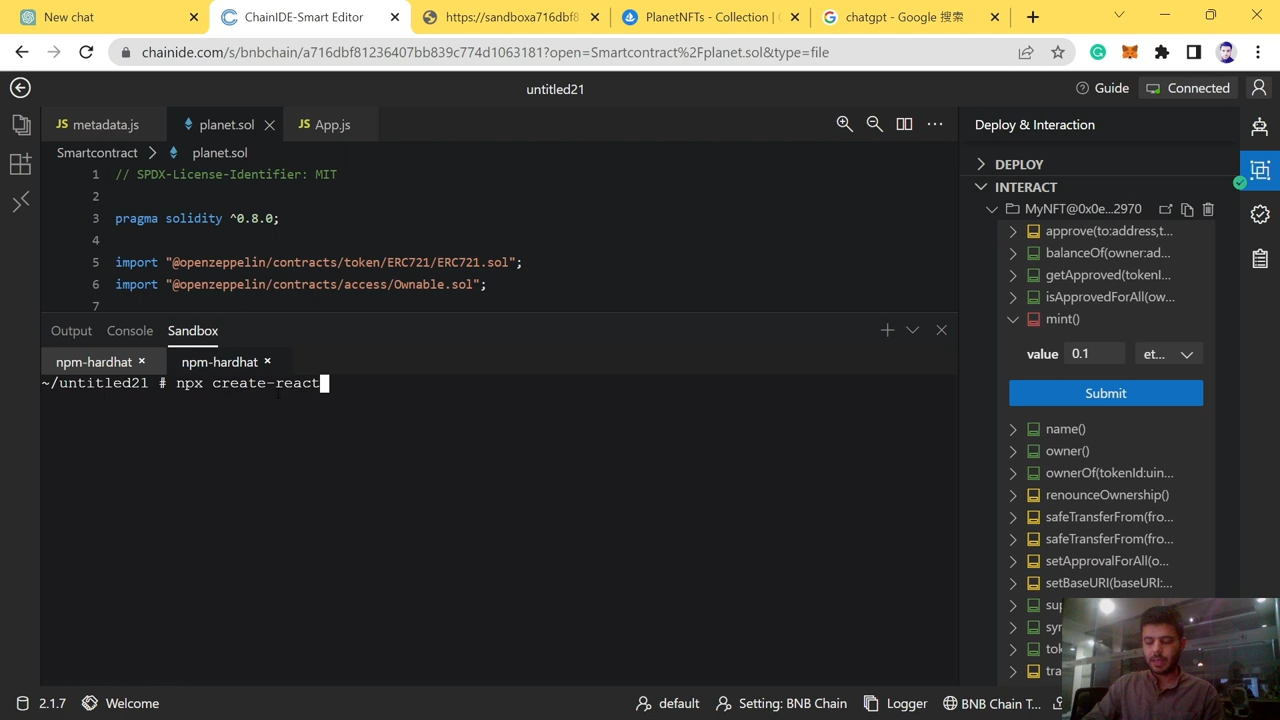 New chat
ChainIDE-Smart Editor
https://sandboxa716dbf8
PlanetNFTs - Collection |
chatgpt - Google 搜索
chainide.com/s/bnbchain/a716dbf81236407bb839c774d1063181?open=Smartcontract%2Fplanet.sol&type=file
untitled21
Guide
Connected
JS metadata.js
planet.sol
JS App.js
Smartcontract
planet.sol
1 // SPDX-License-Identifier: MIT
2
3 pragma solidity ^0.8.0;
4
5 import "@openzeppelin/contracts/token/ERC721/ERC721.sol";
6 import "@openzeppelin/contracts/access/Ownable.sol";
7
Output
Console
Sandbox
npm-hardhat
npm-hardhat
~/untitled21 # npx create-react
Deploy & Interaction
DEPLOY
INTERACT
MyNFT@0x0e...2970
approve(to:address,t...
balanceOf(owner:ad...
getApproved(tokenI...
isApprovedForAll(ow...
mint()
value 0.1 et...
Submit
name()
owner()
ownerOf(tokenId:uin...
renounceOwnership()
safeTransferFrom(fro...
safeTransferFrom(fro...
setApprovalForAll(o...
setBaseURI(baseURI:...
2.1.7
Welcome
default
Setting: BNB Chain
Logger
BNB Chain T...